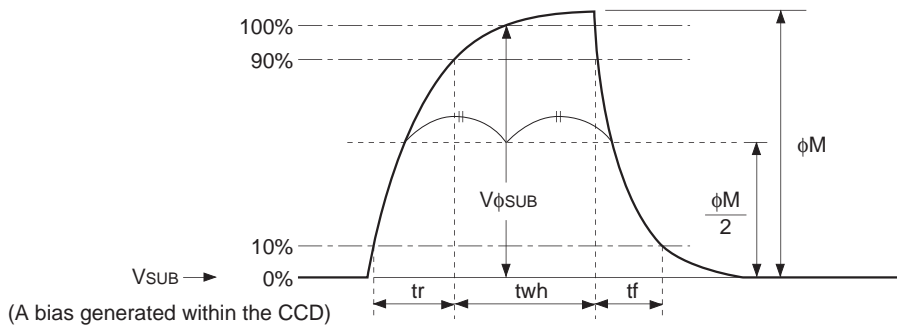 100%
90%
φM
VφSUB
φM
2
10%
VSUB
0%
(A bias generated within the CCD)
tr
twh
tf